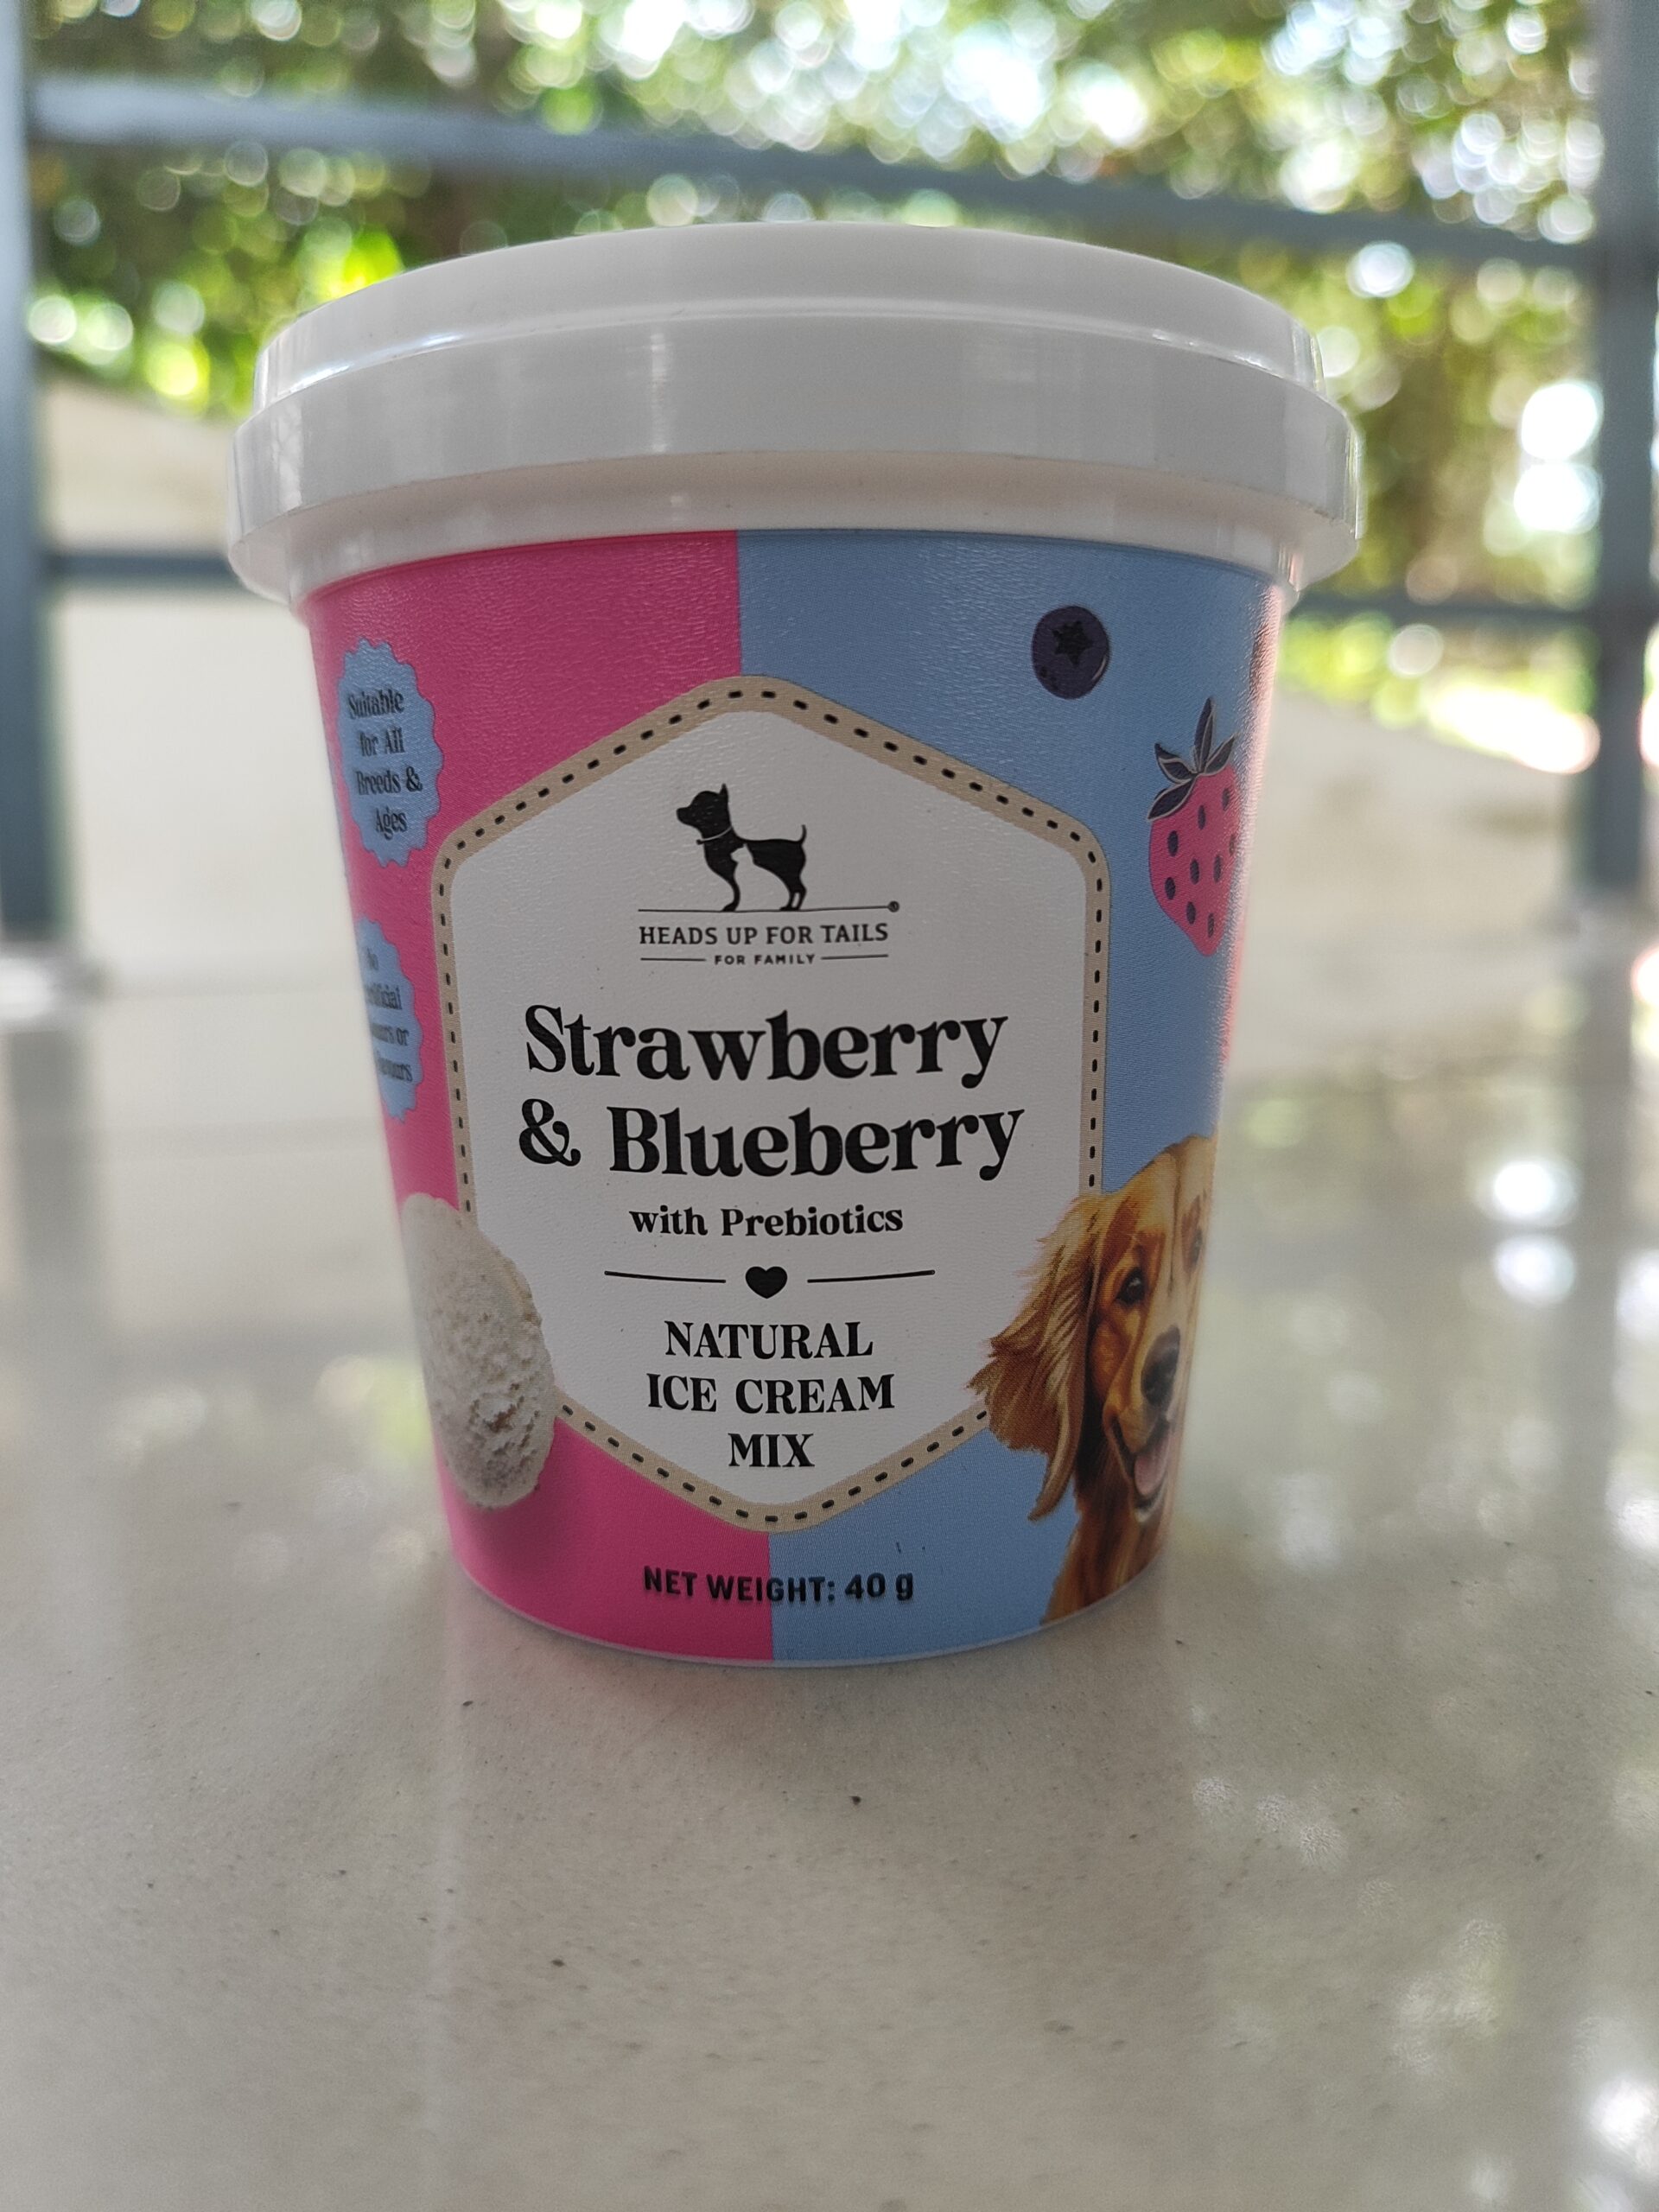 Suitable
for All
Breeds &
Ages
HEADS UP FOR TAILS
FOR FAMILY
Strawberry
& Blueberry
with Prebiotics
NATURAL
ICE CREAM
MIX
NET WEIGHT: 40 g